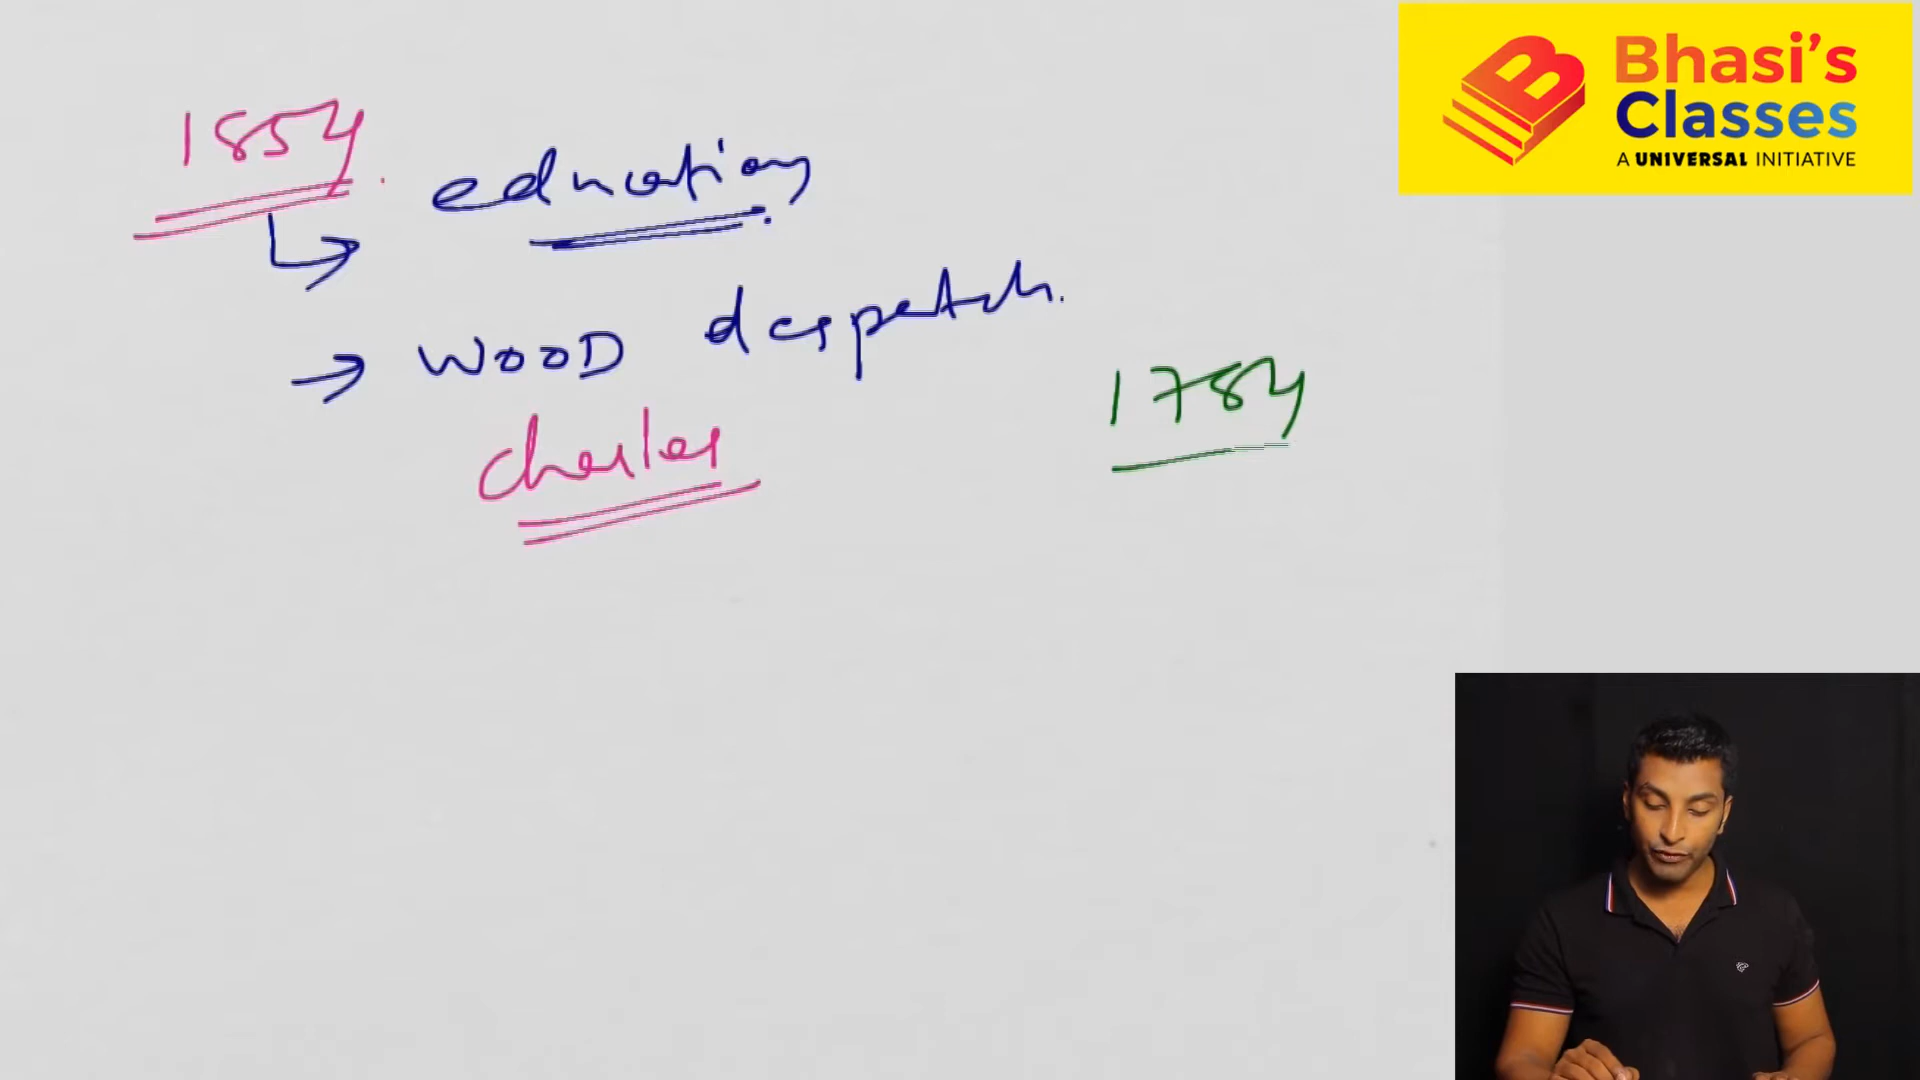 1854.
education
WOOD despatch.
1784
Charles
Bhasi's
Classes
A UNIVERSAL INITIATIVE